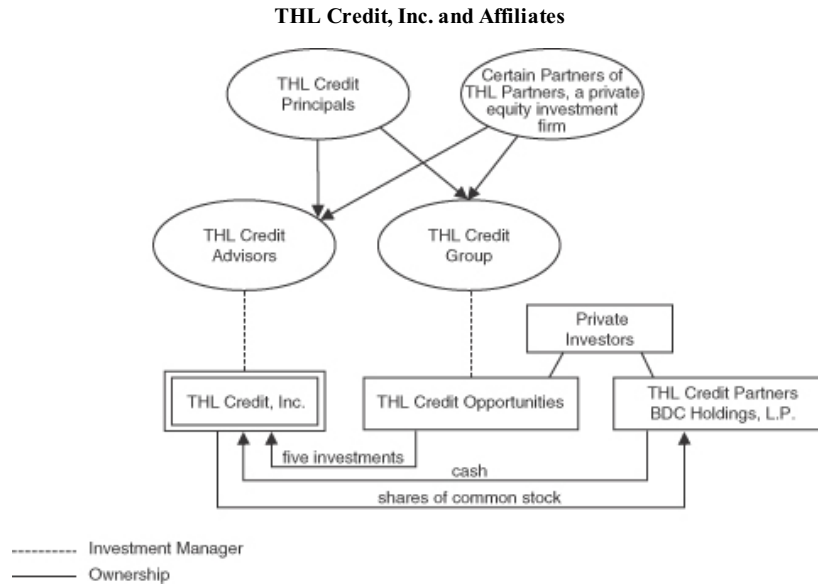 THL Credit, Inc. and Affiliates
THL Credit
Principals
Certain Partners of
THL Partners, a private
equity investment
firm
THL Credit
Advisors
THL Credit
Group
Private
Investors
THL Credit, Inc.
THL Credit Opportunities
THL Credit Partners
BDC Holdings, L.P.
five investments
cash
shares of common stock
Investment Manager
Ownership